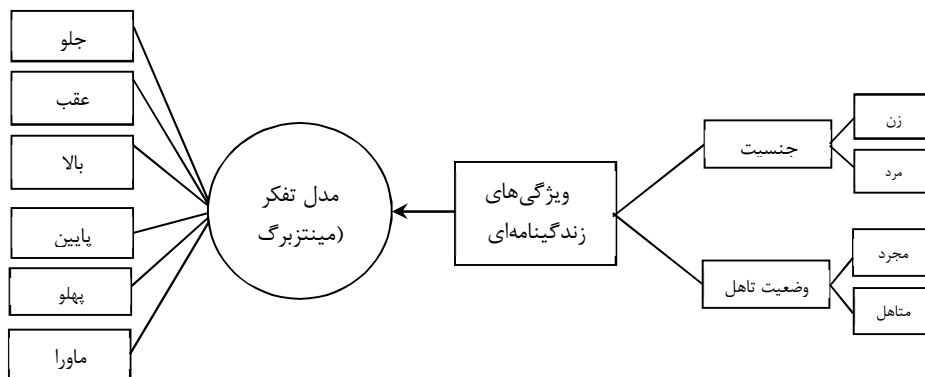 زن
مرد
جنسیت
مجرد
متاهل
وضعیت تاهل
ویژگی‌های
زندگینامه‌ای
مدل تفکر
(مینتزبرگ
جلو
عقب
بالا
پایین
پهلو
ماورا